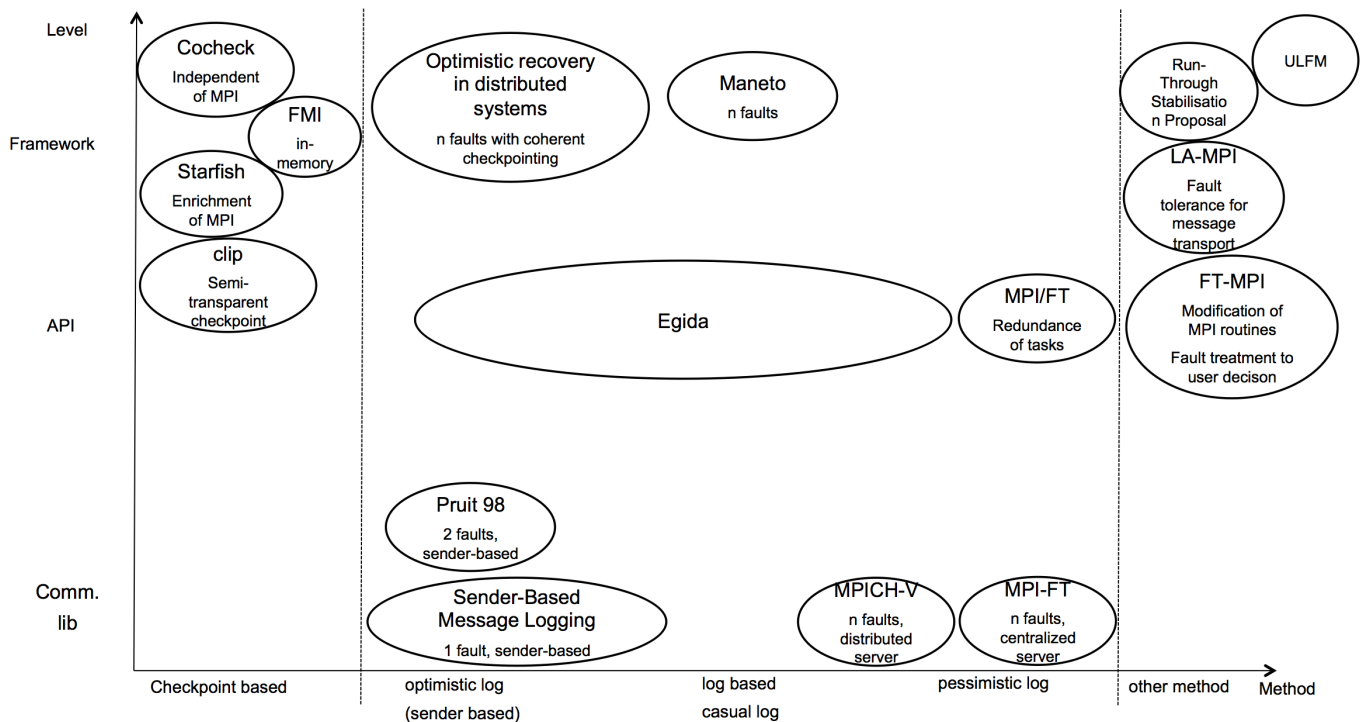 Level
Cocheck
Independent
of MPI
FMI
in-
memory
Optimistic recovery
in distributed
systems
n faults with coherent
checkpointing
Maneto
n faults
Run-
Through
Stabilisatio
n Proposal
ULFM
Framework
Starfish
Enrichment
of MPI
LA-MPI
Fault
tolerance for
message
transport
clip
Semi-
transparent
checkpoint
API
Egida
MPI/FT
Redundance
of tasks
FT-MPI
Modification of
MPI routines
Fault treatment to
user decison
Pruit 98
2 faults,
sender-based
Comm.
lib
Sender-Based
Message Logging
1 fault, sender-based
MPICH-V
n faults,
distributed
server
MPI-FT
n faults,
centralized
server
Checkpoint based
optimistic log
(sender based)
log based
casual log
pessimistic log
other method
Method